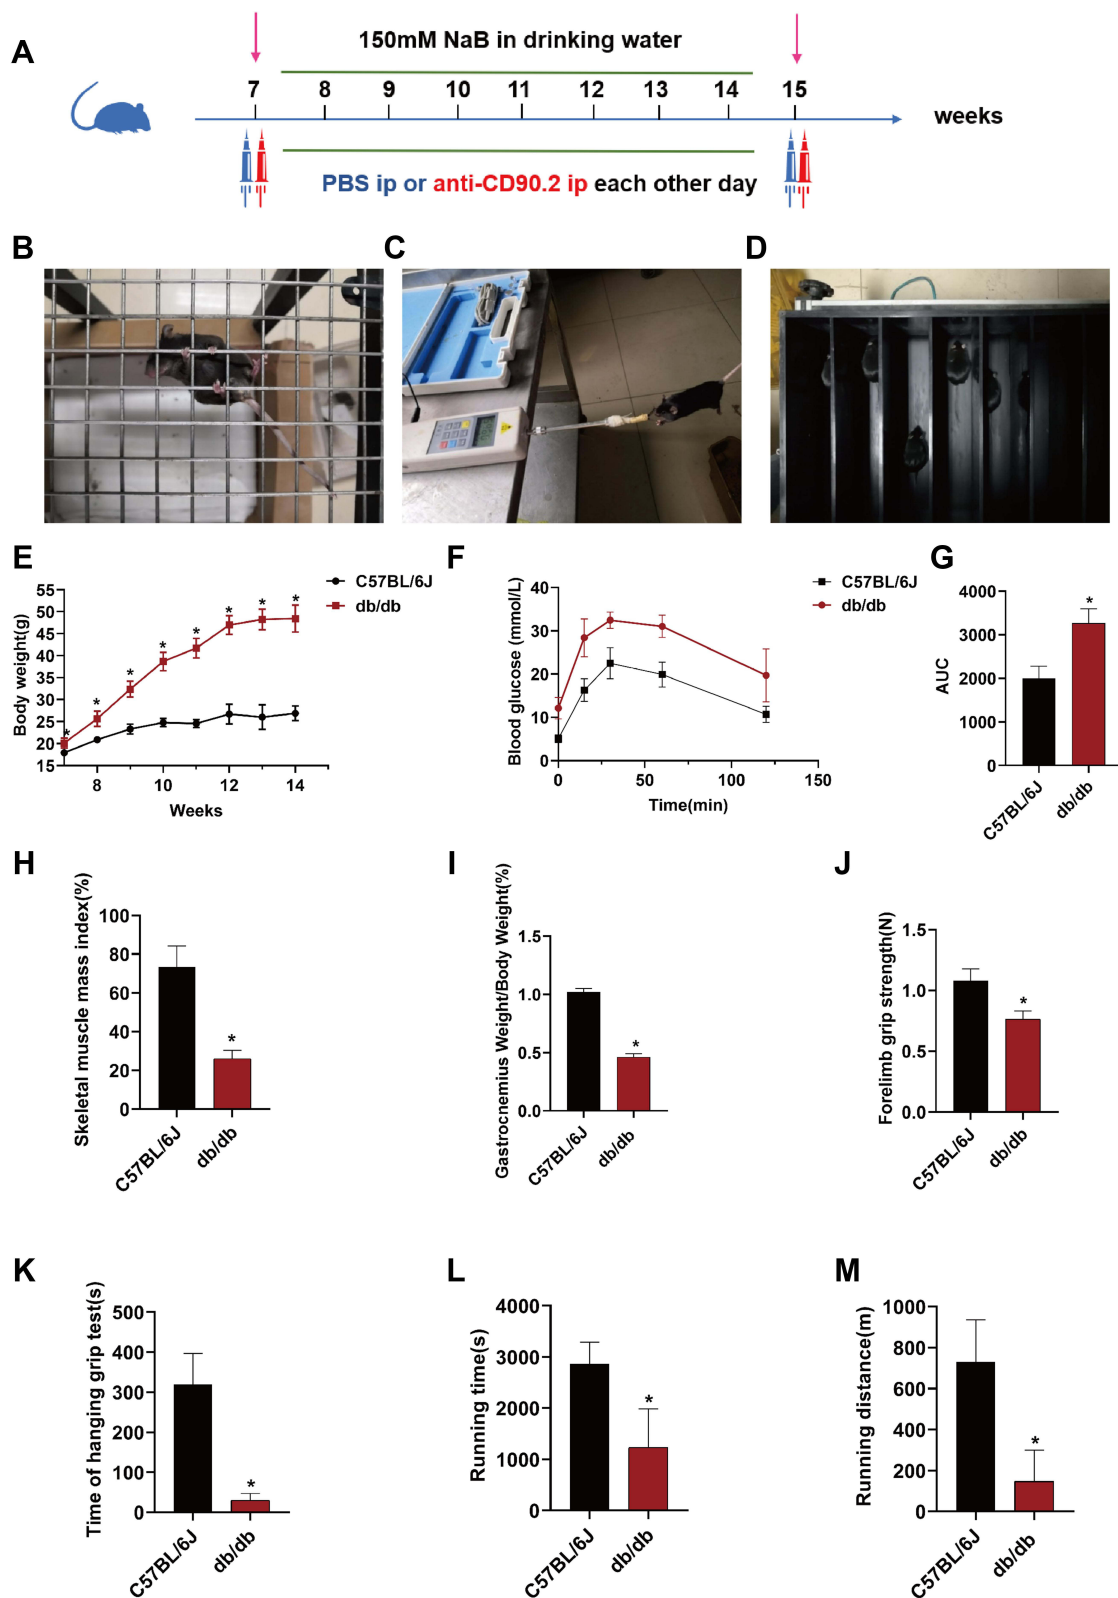 A
150mM NaB in drinking water
7 8 9 10 11 12 13 14 15
weeks
PBS ip or anti-CD90.2 ip each other day
B C D
E
Body weight(g)
55
50
45
40
35
30
25
20
15
* * * * * * * *
8 10 12 14
Weeks
C57BL/6J
db/db
F
Blood glucose (mmol/L)
40
30
20
10
0
0 50 100 150
Time(min)
C57BL/6J
db/db
G
AUC
4000
3000
2000
1000
0
*
C57BL/6J
db/db
H
Skeletal muscle mass index(%)
100
80
60
40
20
0
*
C57BL/6J
db/db
I
Gastrocnemius Weight/Body Weight(%)
1.5
1.0
0.5
0.0
*
C57BL/6J
db/db
J
Forelimb grip strength(N)
1.5
1.0
0.5
0.0
*
C57BL/6J
db/db
K
Time of hanging grip test(s)
500
400
300
200
100
0
*
C57BL/6J
db/db
L
Running time(s)
4000
3000
2000
1000
0
*
C57BL/6J
db/db
M
Running distance(m)
1000
800
600
400
200
0
*
C57BL/6J
db/db